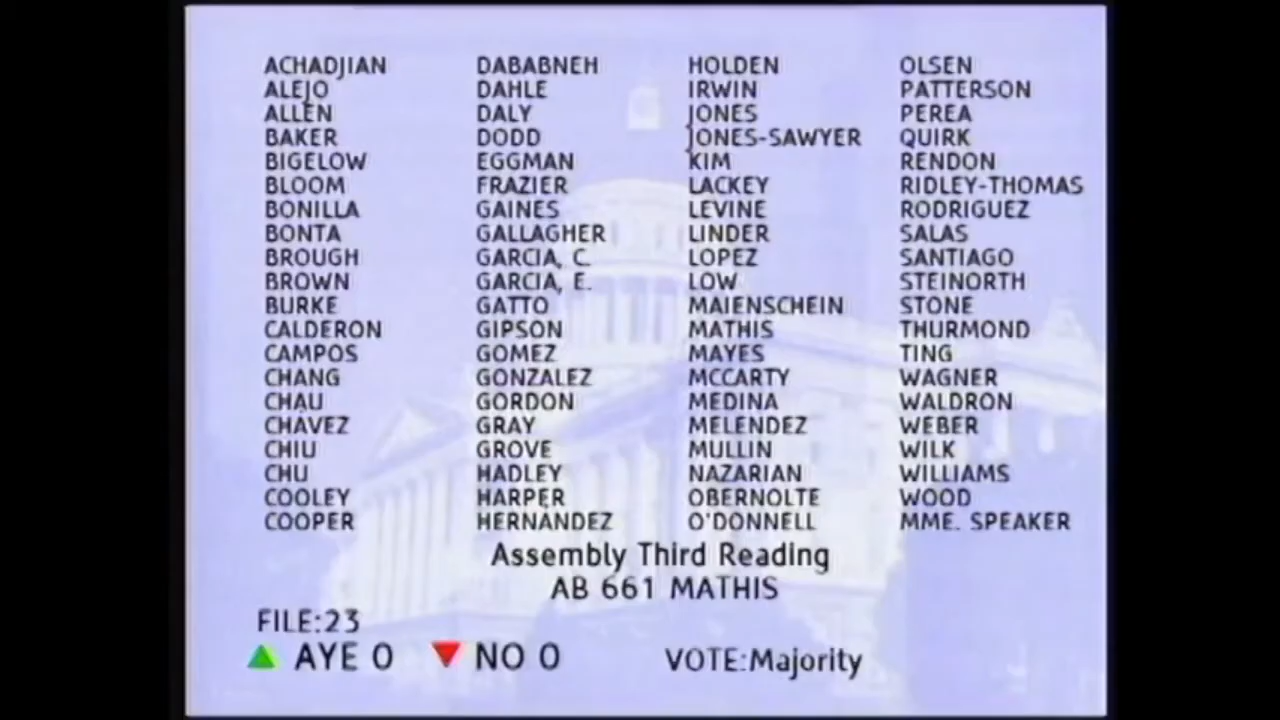 ACHADJIAN DABABNEH HOLDEN OLSEN
ALEJO DAHLE IRWIN PATTERSON
ALLEN DALY JONES PEREA
BAKER DODD JONES-SAWYER QUIRK
BIGELOW EGGMAN KIM RENDON
BLOOM FRAZIER LACKEY RIDLEY-THOMAS
BONILLA GAINES LEVINE RODRIGUEZ
BONTA GALLAGHER LINDER SALAS
BROUGH GARCIA, C. LOPEZ SANTIAGO
BROWN GARCIA, E. LOW STEINORTH
BURKE GATTO MAIENSCHEIN STONE
CALDERON GIPSON MATHIS THURMOND
CAMPOS GOMEZ MAYES TING
CHANG GONZALEZ MCCARTY WAGNER
CHAU GORDON MEDINA WALDRON
CHÁVEZ GRAY MELENDEZ WEBER
CHIU GROVE MULLIN WILK
CHU HADLEY NAZARIAN WILLIAMS
COOLEY HARPER OBERNOLTE WOOD
COOPER HERNÁNDEZ O'DONNELL MME. SPEAKER
Assembly Third Reading
AB 661 MATHIS
FILE:23
AYE 0 NO 0 VOTE:Majority